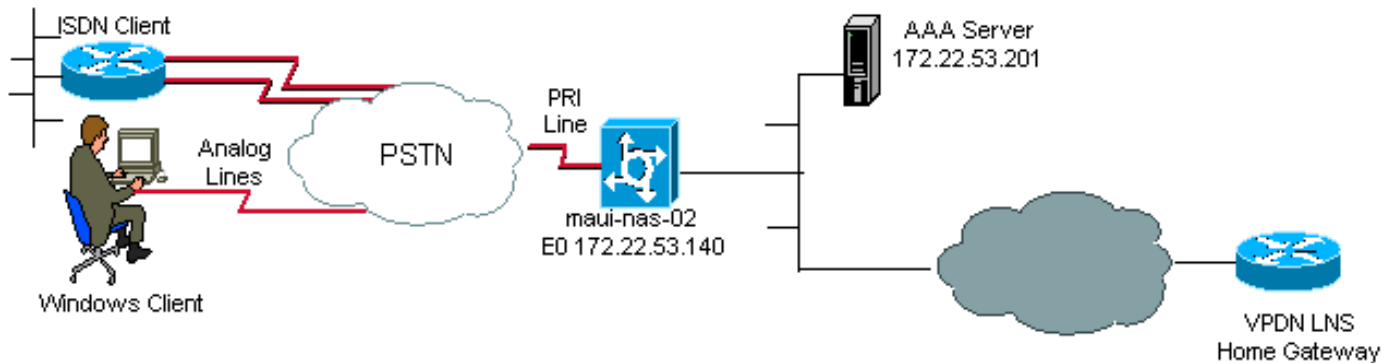 ISDN Client
AAA Server
172.22.53.201
PRI
Line
Analog
Lines
PSTN
maui-nas-02
E0 172.22.53.140
Windows Client
VPDN LNS
Home Gateway